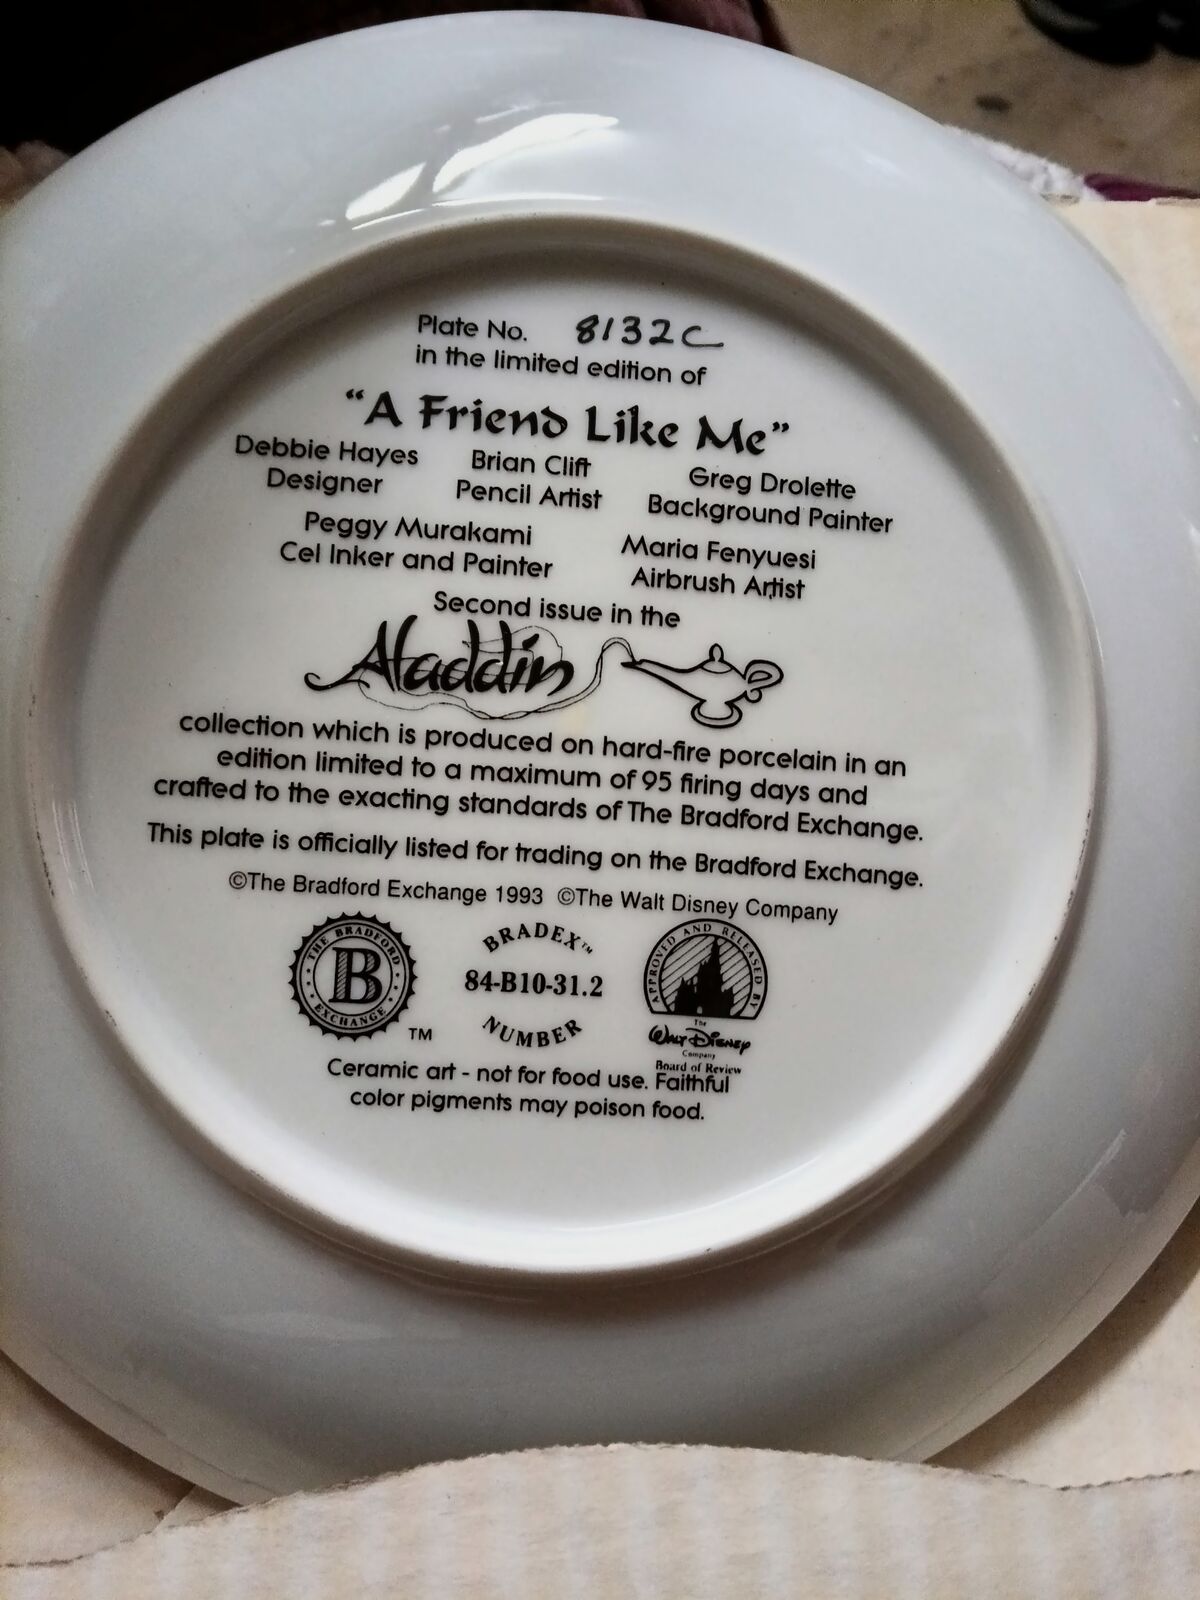 Plate No. 8132C
in the limited edition of
"A Friend Like Me"
Debbie Hayes Brian Clift Greg Drolette
Designer Pencil Artist Background Painter
Peggy Murakami Maria Fenyuesi
Cel Inker and Painter Airbrush Artist
Second issue in the
Aladdin
collection which is produced on hard-fire porcelain in an
edition limited to a maximum of 95 firing days and
crafted to the exacting standards of The Bradford Exchange.
This plate is officially listed for trading on the Bradford Exchange.
©The Bradford Exchange 1993 ©The Walt Disney Company
THE BRADFORD
B
EXCHANGE
TM
BRADEX™
84-B10-31.2
NUMBER
APPROVED AND RELEASED BY
The
Walt Disney
Company
Board of Review
Ceramic art - not for food use. Faithful
color pigments may poison food.